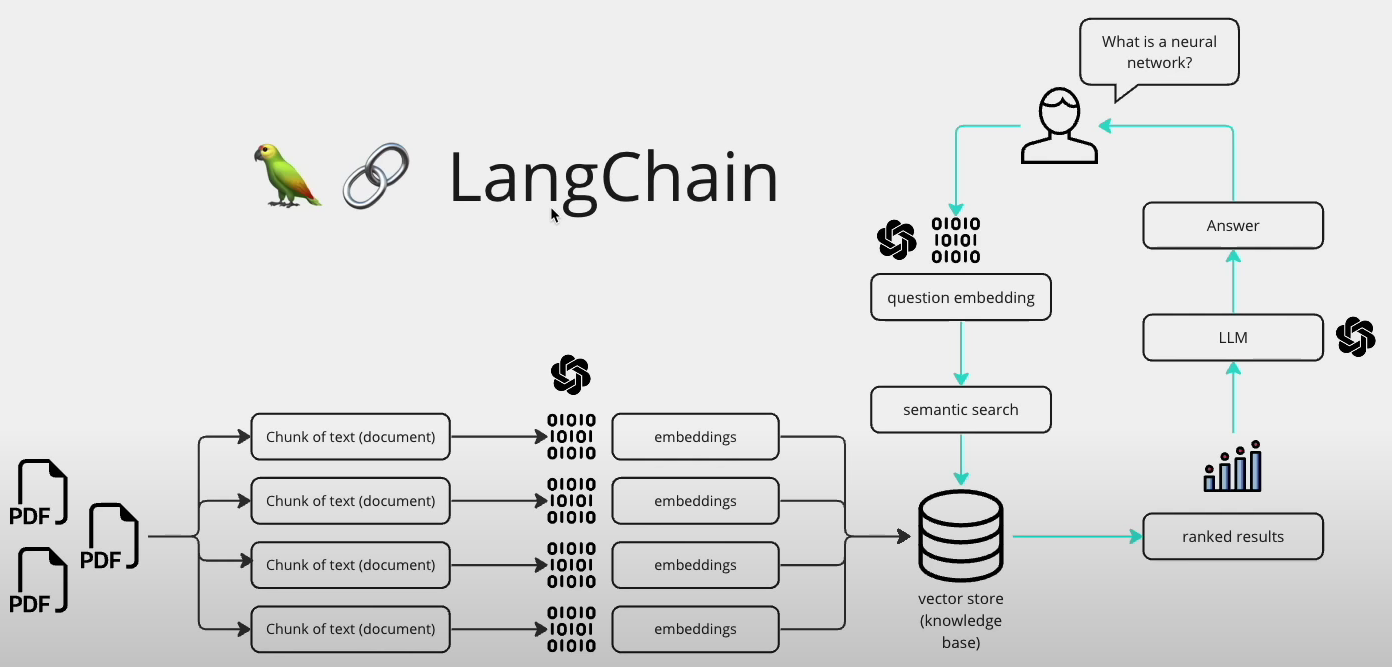 What is a neural
network?
LangChain
01010
10101
01010
Answer
question embedding
LLM
semantic search
Chunk of text (document)
01010
10101
01010
embeddings
Chunk of text (document)
01010
10101
01010
embeddings
Chunk of text (document)
01010
10101
01010
embeddings
Chunk of text (document)
01010
10101
01010
embeddings
PDF
PDF
PDF
ranked results
vector store
(knowledge
base)